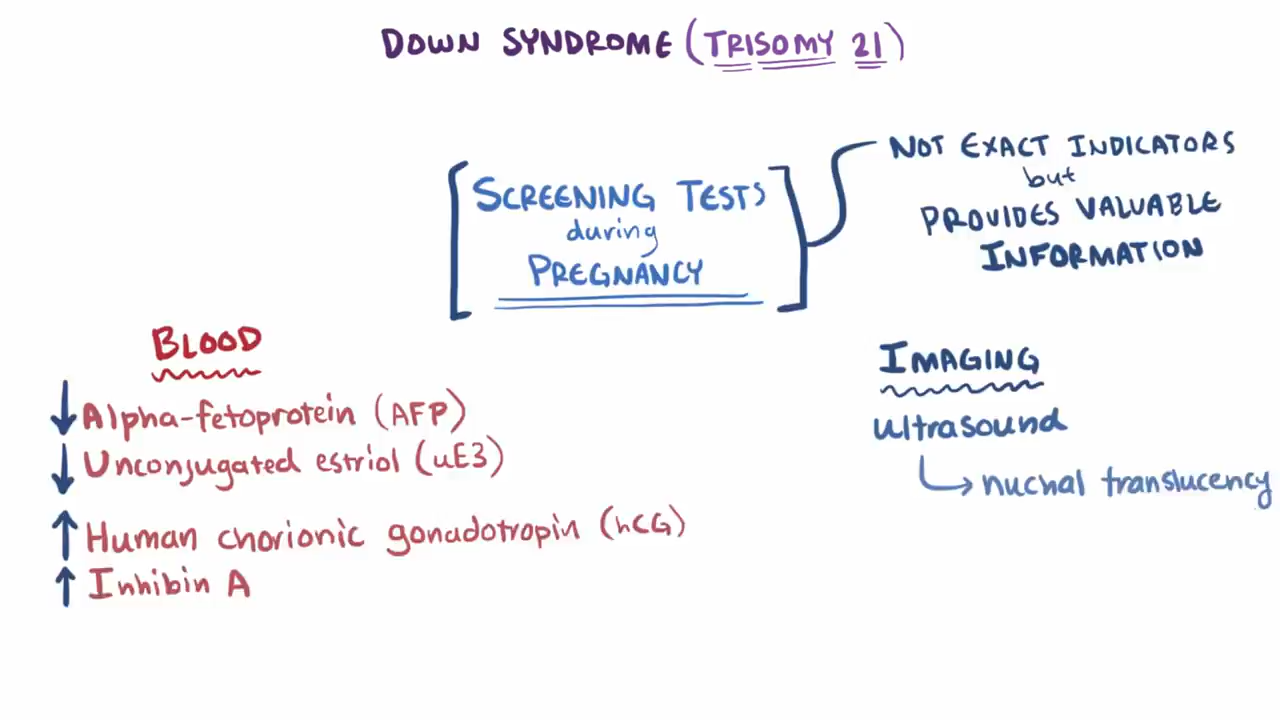 DOWN SYNDROME (TRISOMY 21)
SCREENING TESTS
during
PREGNANCY
NOT EXACT INDICATORS
but
PROVIDES VALUABLE
INFORMATION
BLOOD
↓ Alpha-fetoprotein (AFP)
↓ Unconjugated estriol (uE3)
↑ Human chorionic gonadotropin (hCG)
↑ Inhibin A
IMAGING
ultrasound
→ nuchal translucency